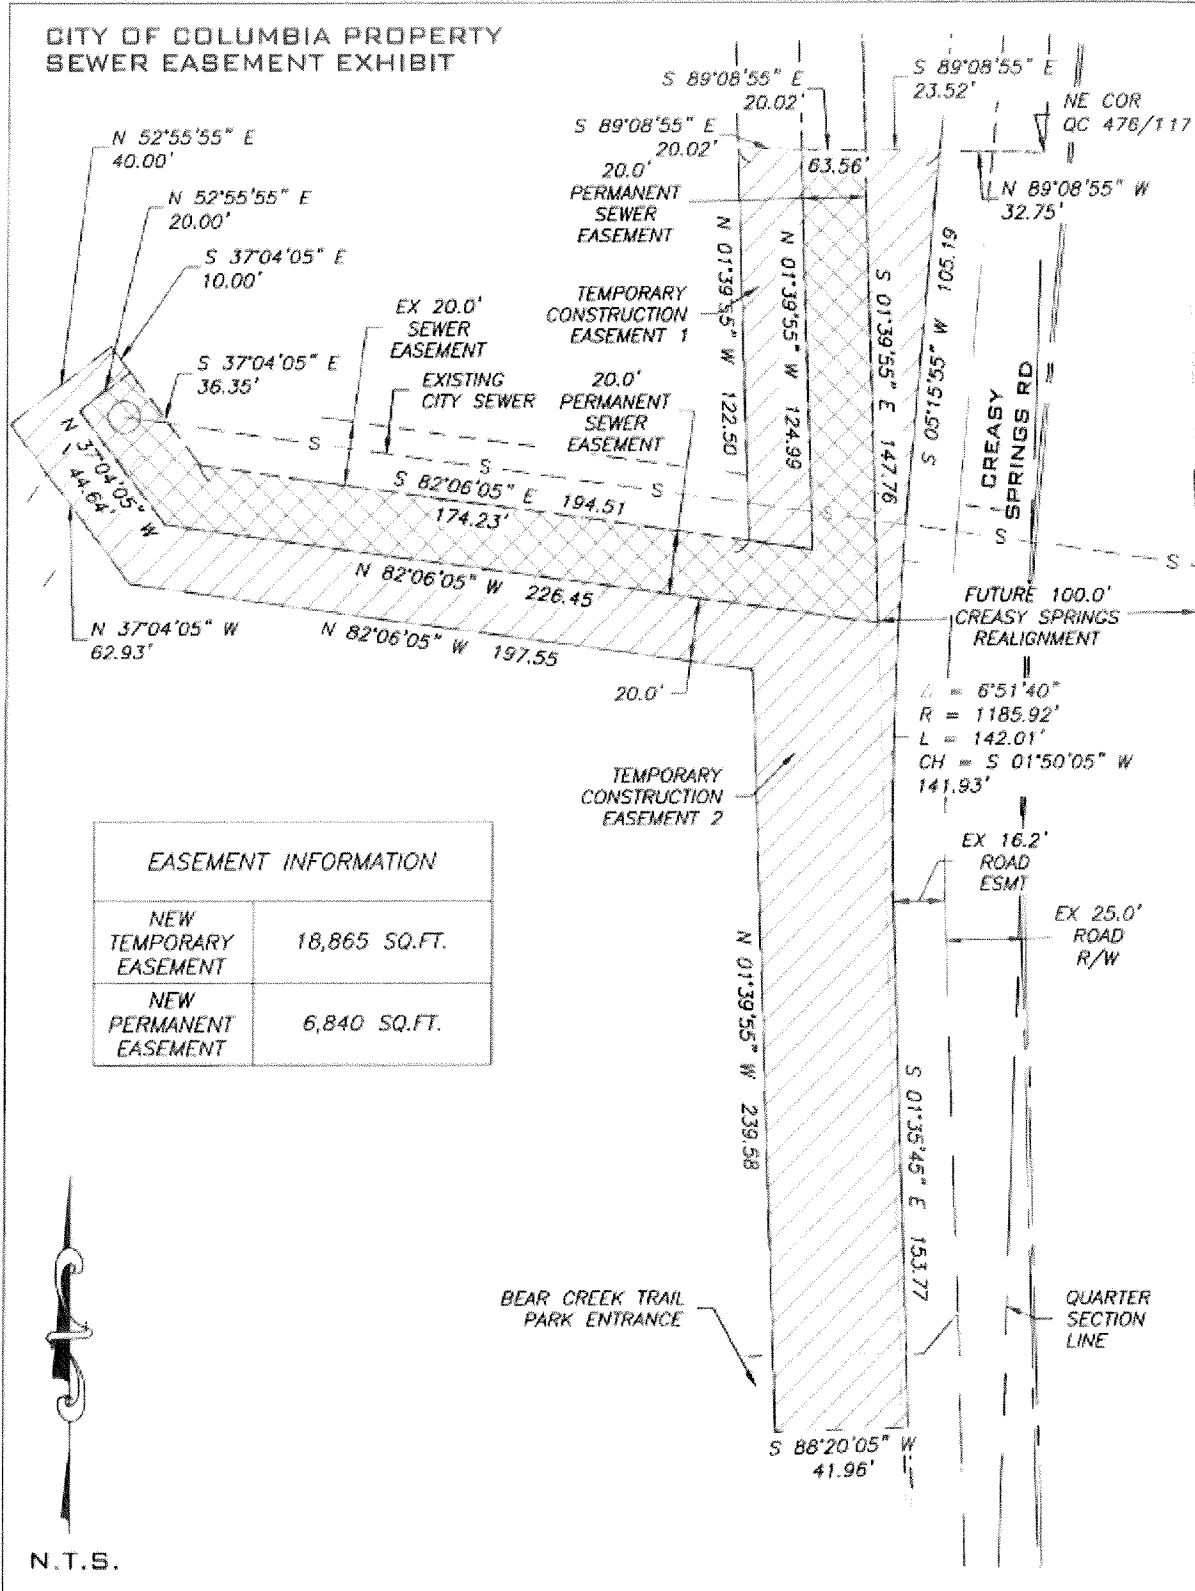 CITY OF COLUMBIA PROPERTY
SEWER EASEMENT EXHIBIT
S 89°08'55" E
20.02'
S 89°08'55" E
23.52'
NE COR
QC 476/117
S 89°08'55" E
20.02'
63.56'
N 89°08'55" W
32.75'
N 52°55'55" E
40.00'
N 52°55'55" E
20.00'
S 37°04'05" E
10.00'
S 37°04'05" E
36.35'
20.0'
PERMANENT
SEWER
EASEMENT
TEMPORARY
CONSTRUCTION
EASEMENT 1
EX 20.0'
SEWER
EASEMENT
EXISTING
CITY SEWER
20.0'
PERMANENT
SEWER
EASEMENT
N 01°39'55" W 122.50
N 01°39'55" W 124.99
S 01°39'55" E 147.76
S 05°15'55" W 105.19
CREASY
SPRINGS RD
S
S
S
S
S
S
S 82°06'05" E 194.51
174.23'
N 37°04'05" W
44.64'
N 82°06'05" W 226.45
N 82°06'05" W 197.55
N 37°04'05" W
62.93'
20.0'
FUTURE 100.0'
CREASY SPRINGS
REALIGNMENT
Δ = 6°51'40"
R = 1185.92'
L = 142.01'
CH = S 01°50'05" W
141.93'
TEMPORARY
CONSTRUCTION
EASEMENT 2
EX 16.2'
ROAD
ESMT
EX 25.0'
ROAD
R/W
EASEMENT INFORMATION
NEW
TEMPORARY
EASEMENT
18,865 SQ.FT.
NEW
PERMANENT
EASEMENT
6,840 SQ.FT.
N 01°39'55" W 239.58
S 01°35'45" E 153.77
BEAR CREEK TRAIL
PARK ENTRANCE
QUARTER
SECTION
LINE
S 88°20'05" W
41.96'
N.T.S.